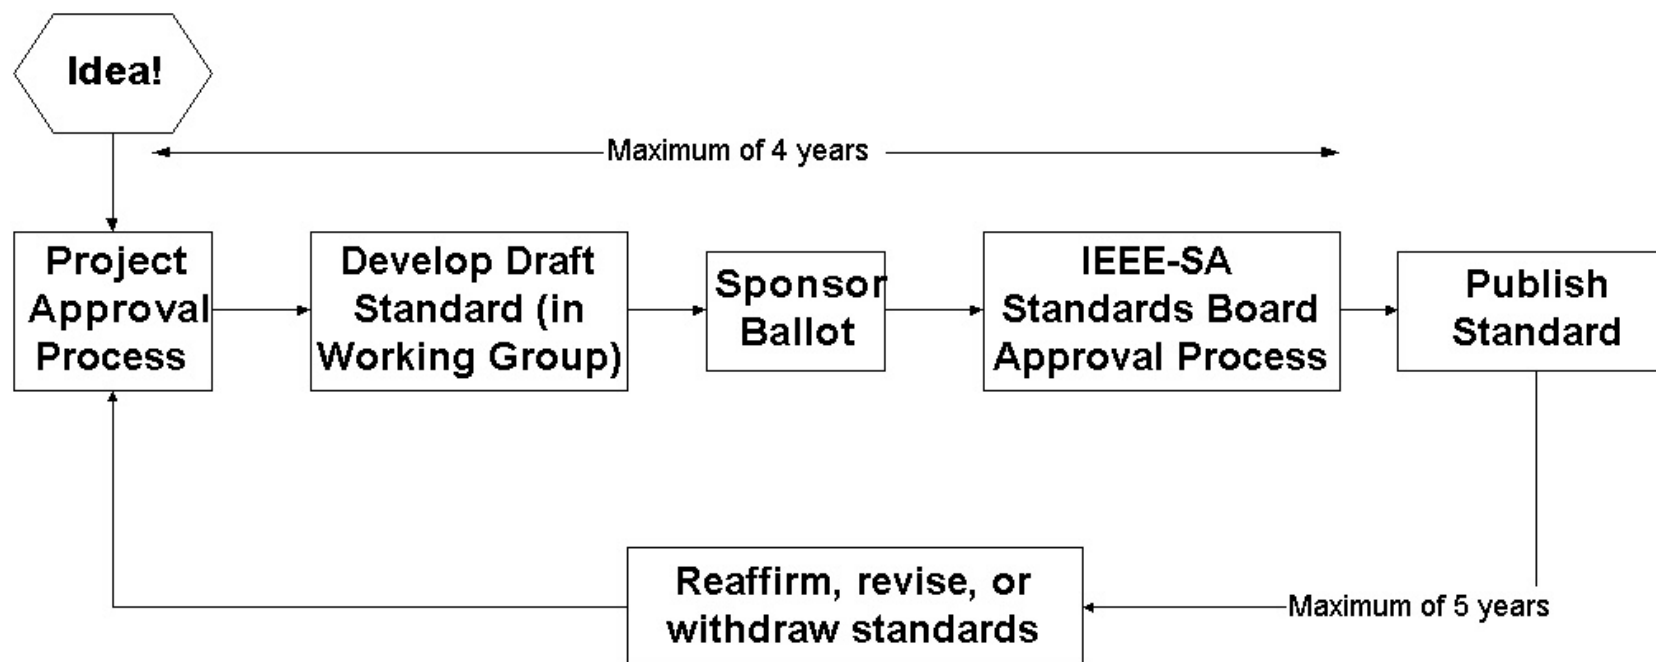 Idea!
Maximum of 4 years
Project
Approval
Process
Develop Draft
Standard (in
Working Group)
Sponsor
Ballot
IEEE-SA
Standards Board
Approval Process
Publish
Standard
Reaffirm, revise, or
withdraw standards
Maximum of 5 years